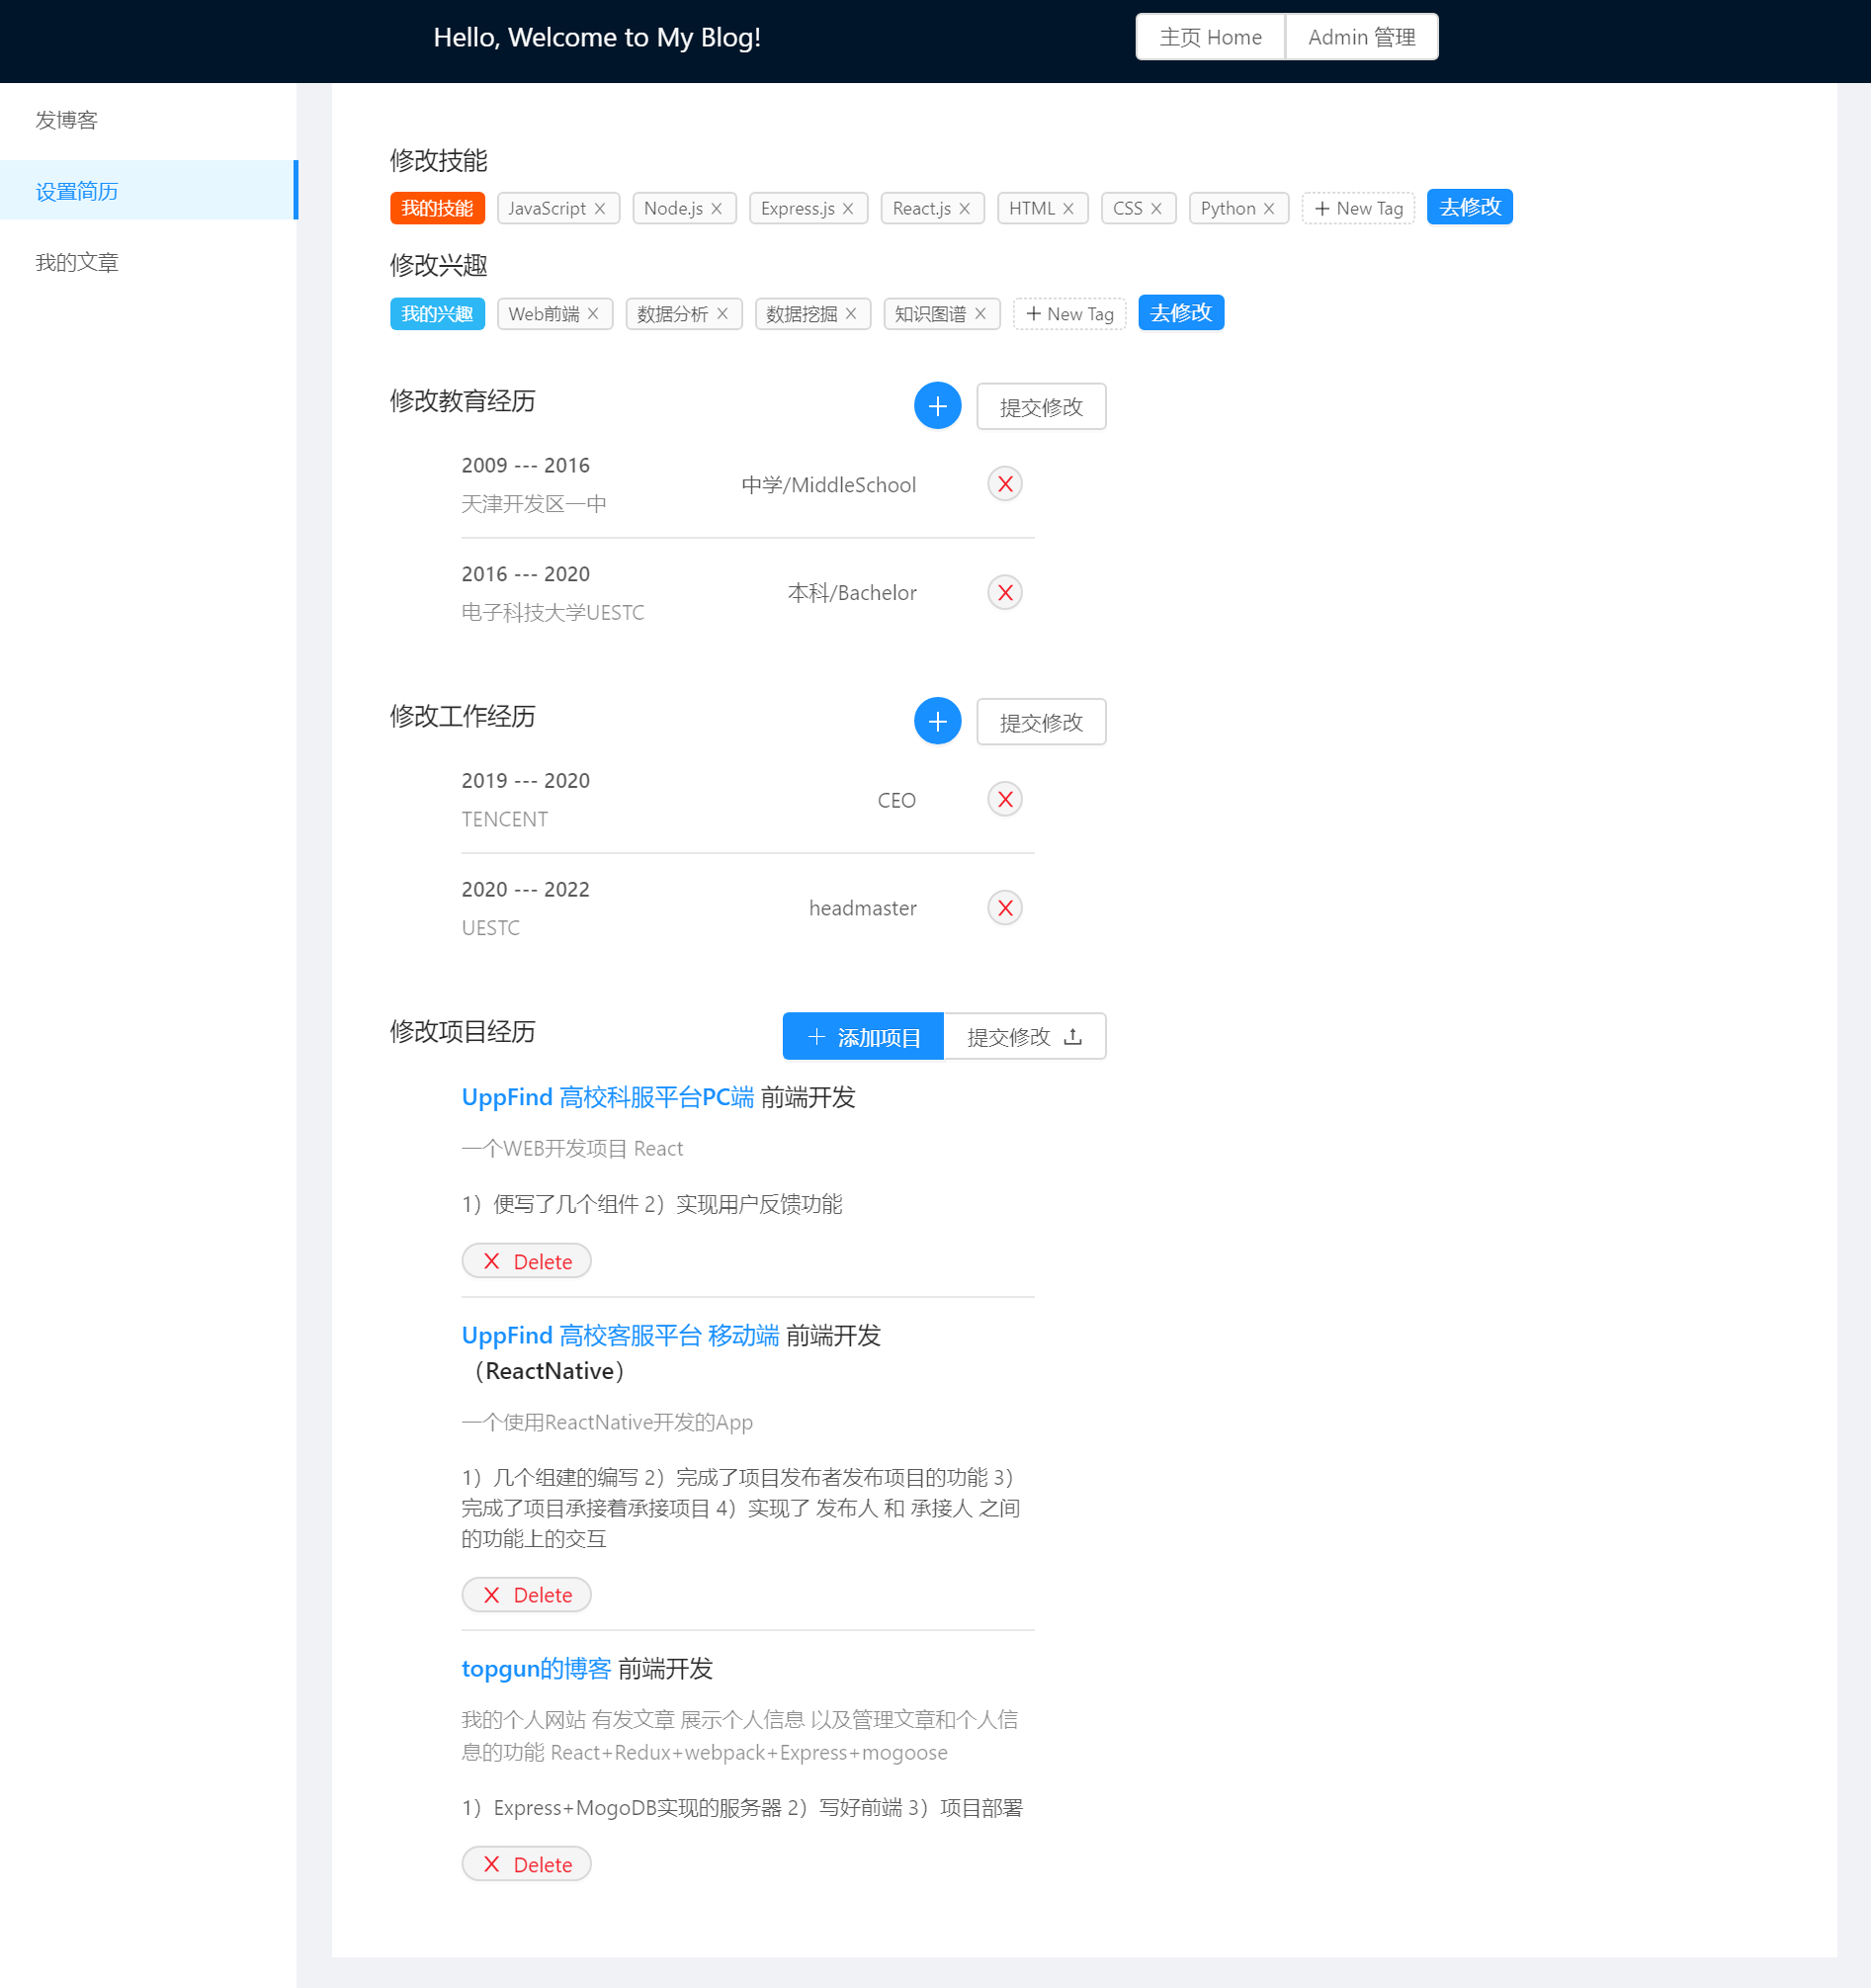 Hello, Welcome to My Blog!
主页 Home
Admin 管理
发博客
设置简历
我的文章
修改技能
我的技能 JavaScript Node.js Express.js React.js HTML CSS Python New Tag 去修改
修改兴趣
我的兴趣 Web前端 数据分析 数据挖掘 知识图谱 New Tag 去修改
修改教育经历
提交修改
2009 --- 2016
天津开发区一中
中学/MiddleSchool
2016 --- 2020
电子科技大学UESTC
本科/Bachelor
修改工作经历
提交修改
2019 --- 2020
TENCENT
CEO
2020 --- 2022
UESTC
headmaster
修改项目经历
添加项目
提交修改
UppFind 高校科服平台PC端 前端开发
一个WEB开发项目 React
1）便写了几个组件 2）实现用户反馈功能
Delete
UppFind 高校客服平台 移动端 前端开发
（ReactNative）
一个使用ReactNative开发的App
1）几个组建的编写 2）完成了项目发布者发布项目的功能 3）
完成了项目承接着承接项目 4）实现了 发布人 和 承接人 之间
的功能上的交互
Delete
topgun的博客 前端开发
我的个人网站 有发文章 展示个人信息 以及管理文章和个人信
息的功能 React+Redux+webpack+Express+mogoose
1）Express+MogoDB实现的服务器 2）写好前端 3）项目部署
Delete